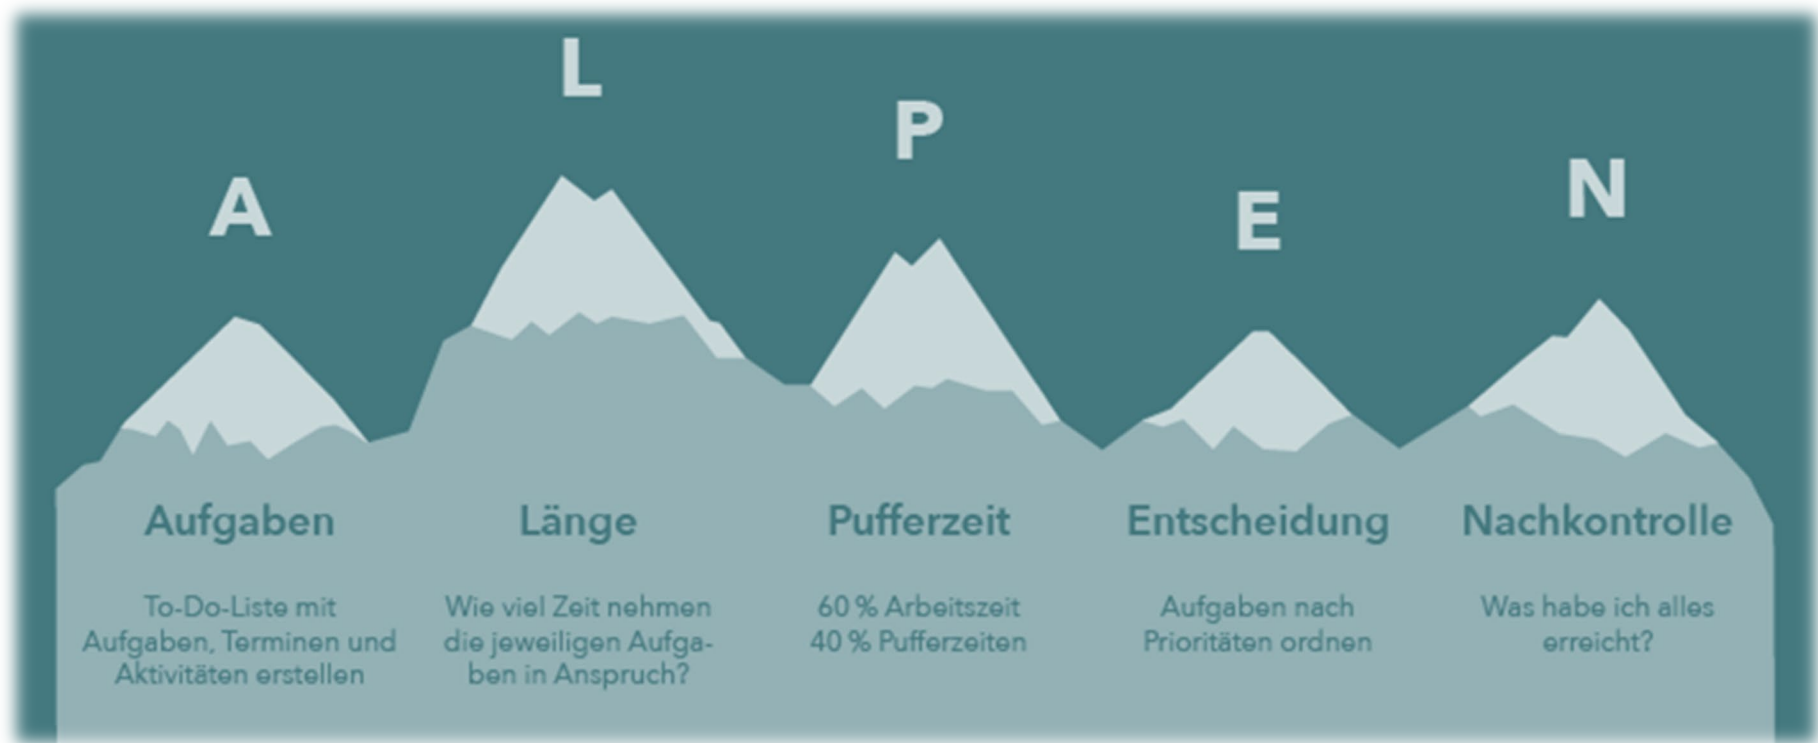 A
L
P
E
N
Aufgaben
To-Do-Liste mit
Aufgaben, Terminen und
Aktivitäten erstellen
Länge
Wie viel Zeit nehmen
die jeweiligen Aufga-
ben in Anspruch?
Pufferzeit
60 % Arbeitszeit
40 % Pufferzeiten
Entscheidung
Aufgaben nach
Prioritäten ordnen
Nachkontrolle
Was habe ich alles
erreicht?